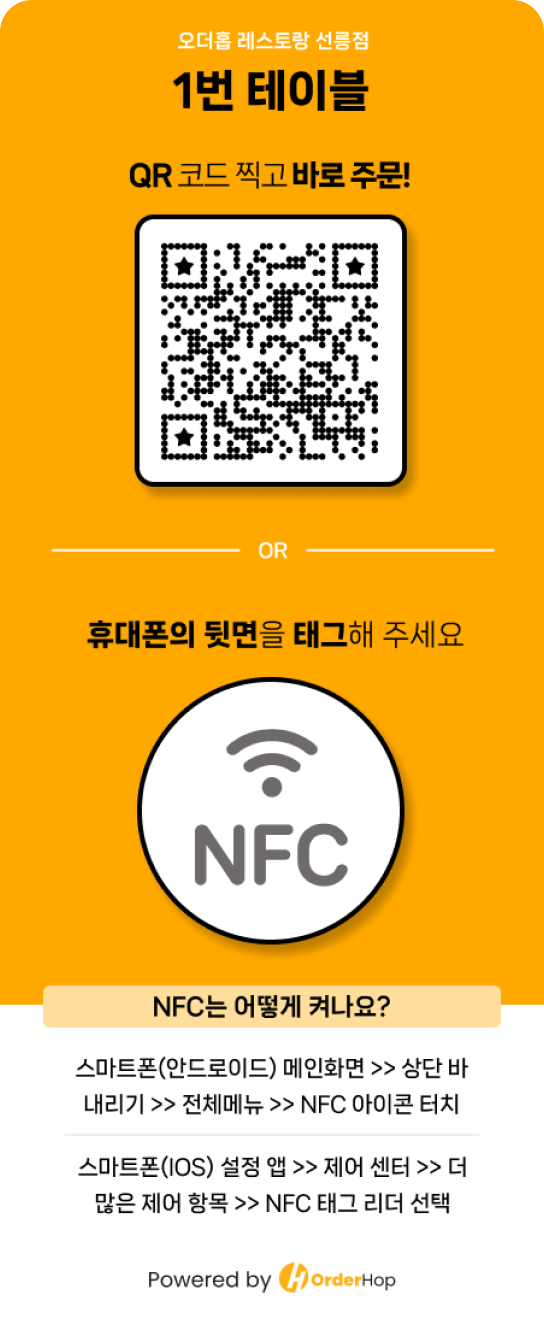 오더홉 레스토랑 선릉점
1번 테이블
QR 코드 찍고 바로 주문!
OR
휴대폰의 뒷면을 태그해 주세요
NFC
NFC는 어떻게 켜나요?
스마트폰(안드로이드) 메인화면 >> 상단 바
내리기 >> 전체메뉴 >> NFC 아이콘 터치
스마트폰(IOS) 설정 앱 >> 제어 센터 >> 더
많은 제어 항목 >> NFC 태그 리더 선택
Powered by OrderHop